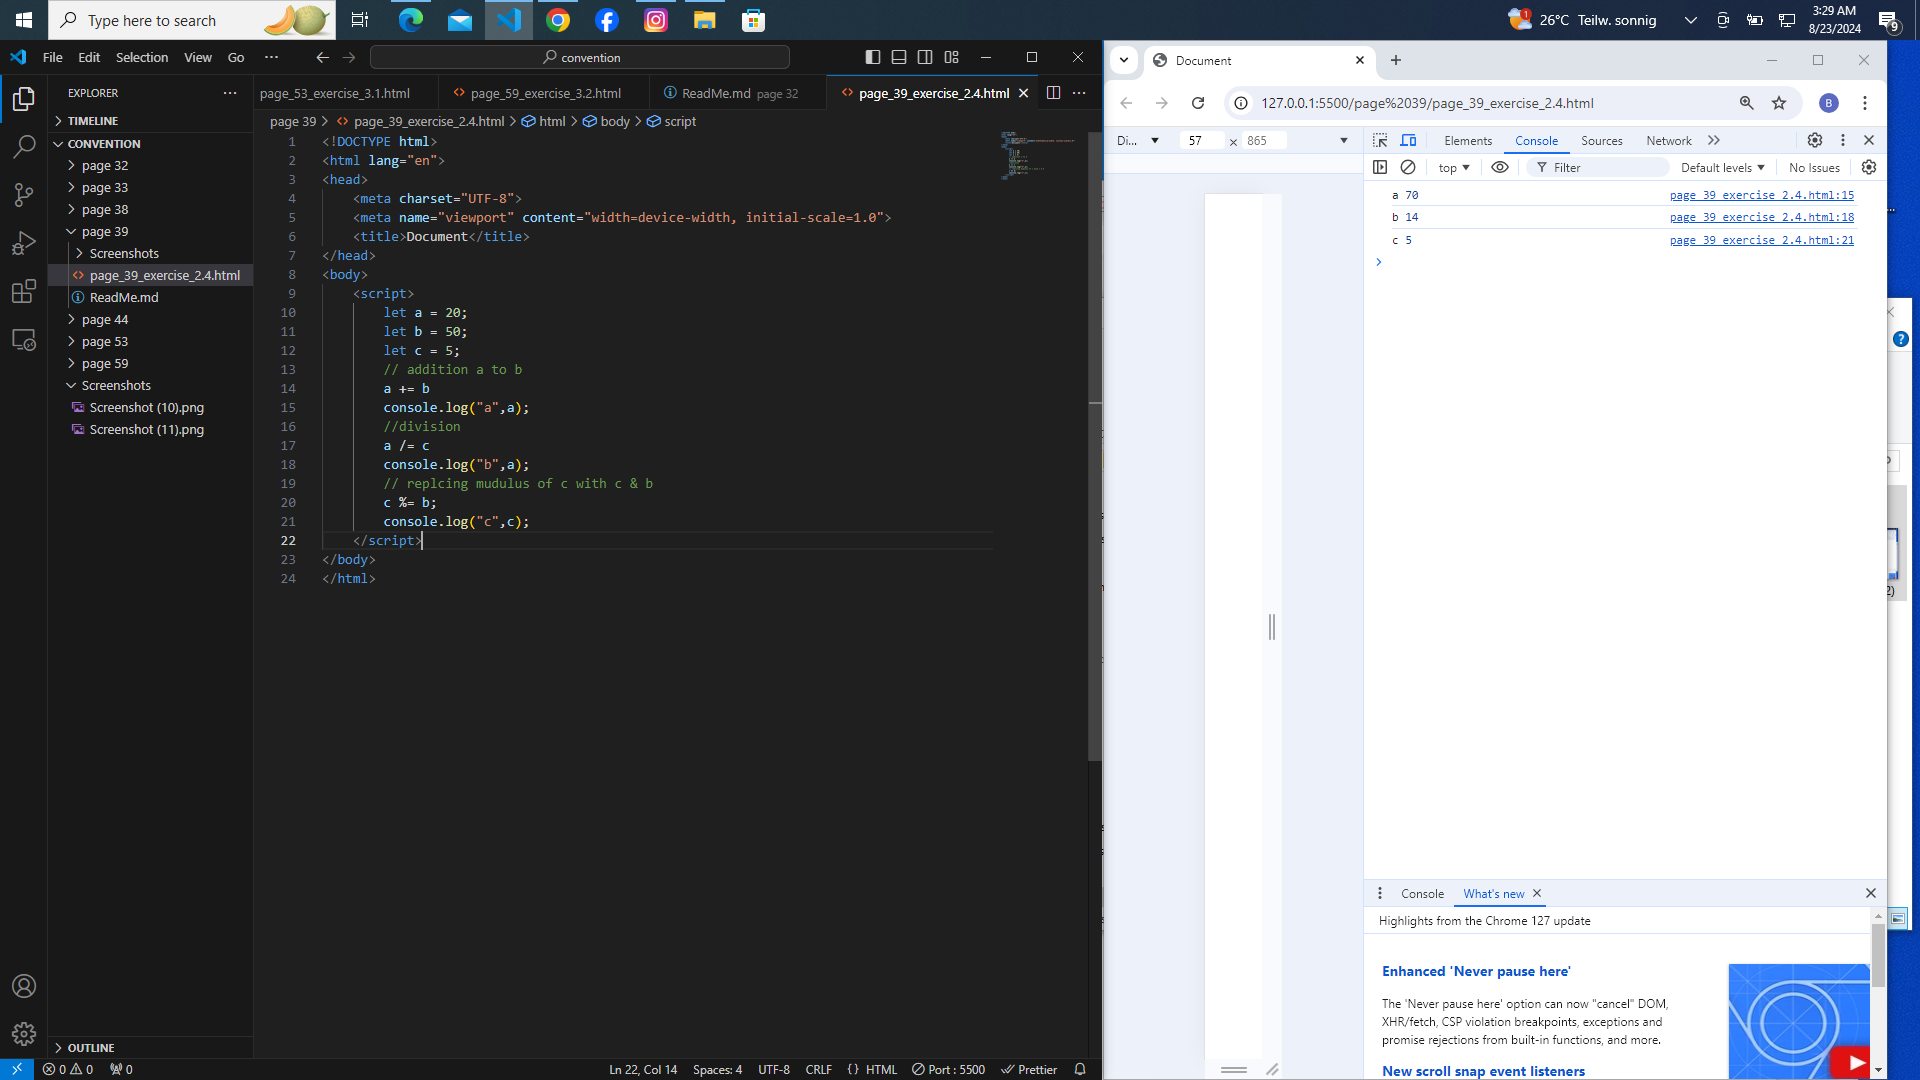 Type here to search
26°C Teilw. sonnig
3:29 AM
8/23/2024
9
File Edit Selection View Go
convention
EXPLORER
TIMELINE
CONVENTION
page 32
page 33
page 38
page 39
Screenshots
page_39_exercise_2.4.html
ReadMe.md
page 44
page 53
page 59
Screenshots
Screenshot (10).png
Screenshot (11).png
OUTLINE
page_53_exercise_3.1.html
page_59_exercise_3.2.html
ReadMe.md page 32
page_39_exercise_2.4.html
page 39 > page_39_exercise_2.4.html > html > body > script
1 <!DOCTYPE html>
2 <html lang="en">
3 <head>
4 <meta charset="UTF-8">
5 <meta name="viewport" content="width=device-width, initial-scale=1.0">
6 <title>Document</title>
7 </head>
8 <body>
9 <script>
10 let a = 20;
11 let b = 50;
12 let c = 5;
13 // addition a to b
14 a += b
15 console.log("a",a);
16 //division
17 a /= c
18 console.log("b",a);
19 // replcing mudulus of c with c & b
20 c %= b;
21 console.log("c",c);
22 </script>
23 </body>
24 </html>
0 0 0
Ln 22, Col 14 Spaces: 4 UTF-8 CRLF {} HTML Port : 5500 Prettier
Document
127.0.0.1:5500/page%2039/page_39_exercise_2.4.html
B
Di... 57 × 865
Elements Console Sources Network
top Filter Default levels No Issues
a 70 page 39 exercise 2.4.html:15
b 14 page 39 exercise 2.4.html:18
c 5 page 39 exercise 2.4.html:21
Console What's new
Highlights from the Chrome 127 update
Enhanced 'Never pause here'
The 'Never pause here' option can now "cancel" DOM,
XHR/fetch, CSP violation breakpoints, exceptions and
promise rejections from built-in functions, and more.
New scroll snap event listeners